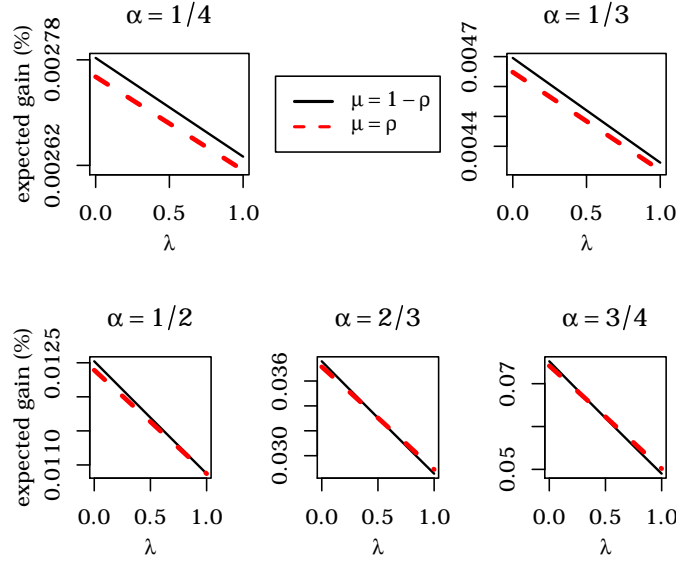 α = 1/4
expected gain (%)
0.00262
0.00278
0.0
0.5
1.0
λ
μ = 1 − ρ
μ = ρ
α = 1/3
0.0044
0.0047
0.0
0.5
1.0
λ
α = 1/2
expected gain (%)
0.0110
0.0125
0.0
0.5
1.0
λ
α = 2/3
0.030
0.036
0.0
0.5
1.0
λ
α = 3/4
0.05
0.07
0.0
0.5
1.0
λ